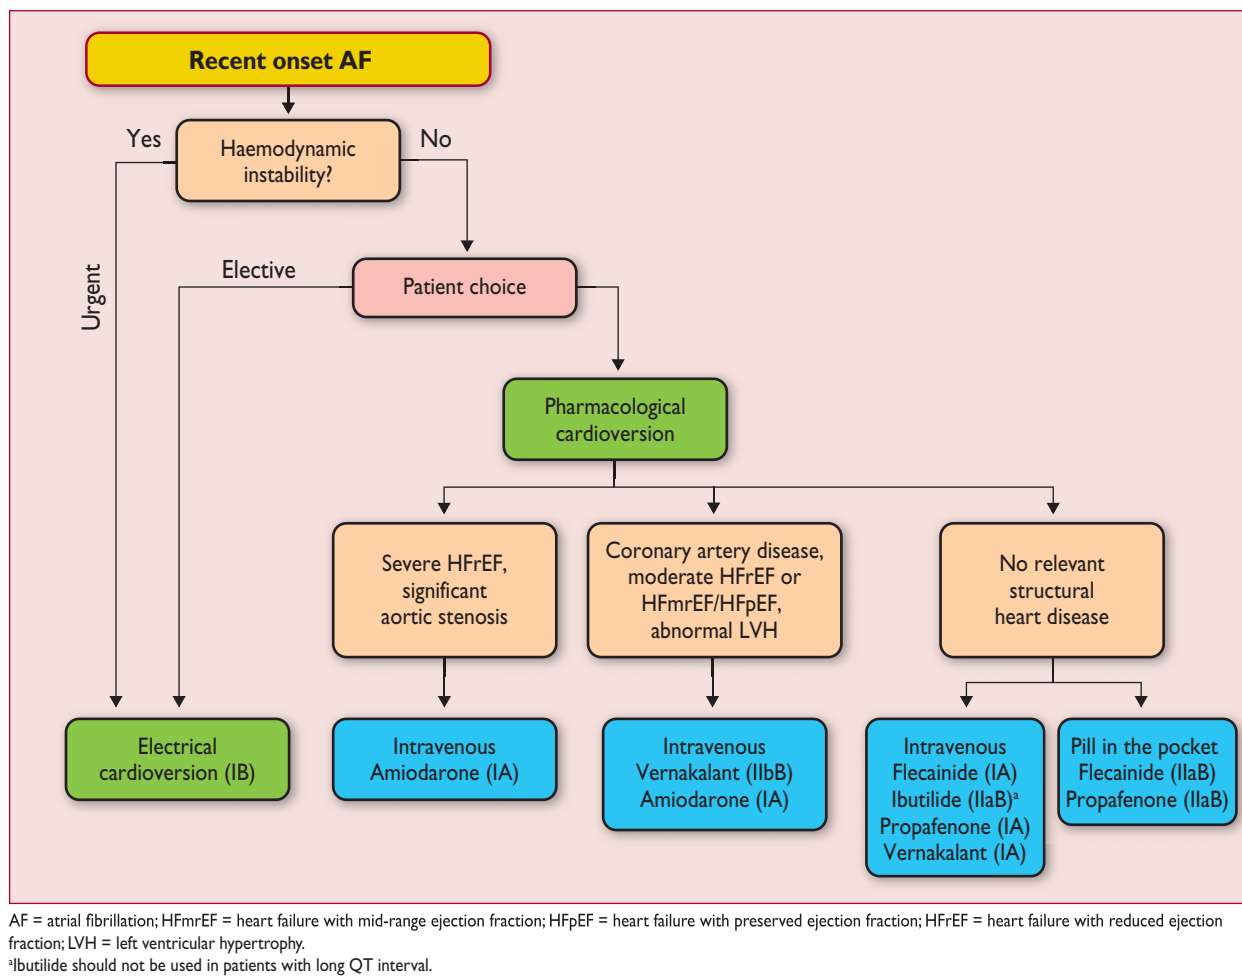 Recent onset AF
Yes
Haemodynamic
instability?
No
Urgent
Elective
Patient choice
Pharmacological
cardioversion
Severe HFrEF,
significant
aortic stenosis
Coronary artery disease,
moderate HFrEF or
HFmrEF/HFpEF,
abnormal LVH
No relevant
structural
heart disease
Electrical
cardioversion (IB)
Intravenous
Amiodarone (IA)
Intravenous
Vernakalant (IIbB)
Amiodarone (IA)
Intravenous
Flecainide (IA)
Ibutilide (IIaB)ᵃ
Propafenone (IA)
Vernakalant (IA)
Pill in the pocket
Flecainide (IIaB)
Propafenone (IIaB)
AF = atrial fibrillation; HFmrEF = heart failure with mid-range ejection fraction; HFpEF = heart failure with preserved ejection fraction; HFrEF = heart failure with reduced ejection
fraction; LVH = left ventricular hypertrophy.
ᵃIbutilide should not be used in patients with long QT interval.